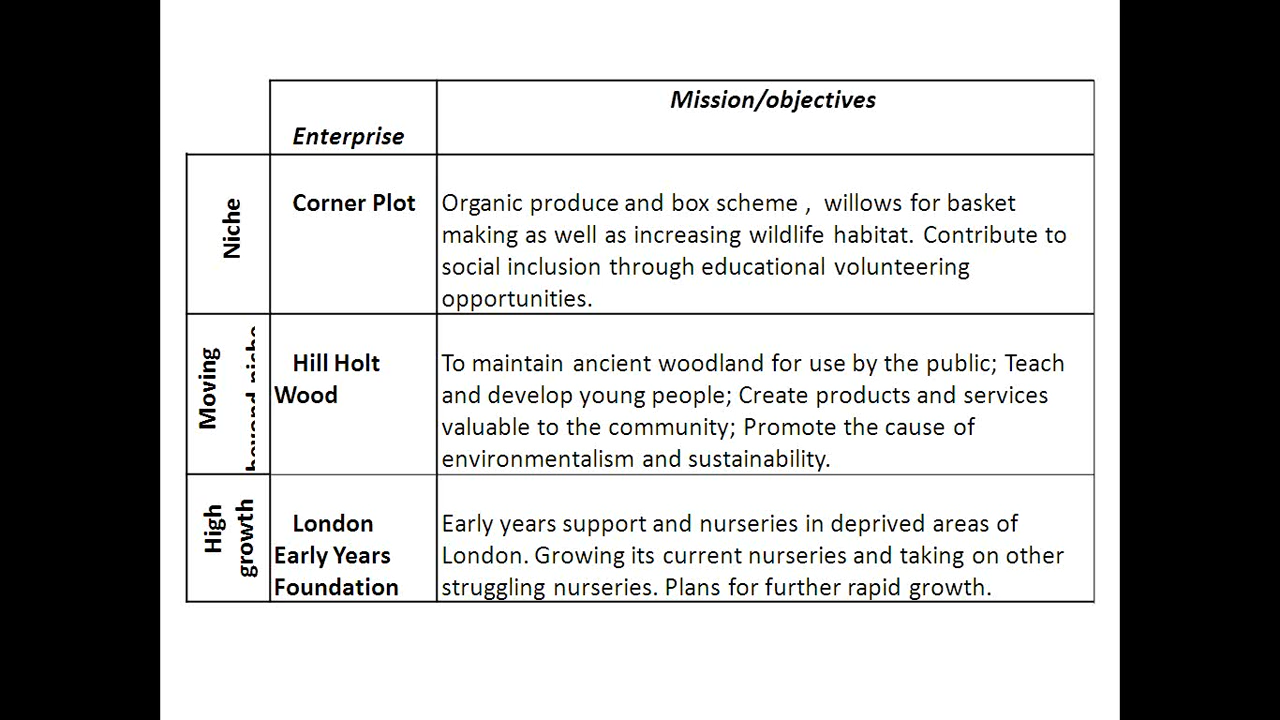 Mission/objectives
Enterprise
Niche
Corner Plot
Organic produce and box scheme , willows for basket
making as well as increasing wildlife habitat. Contribute to
social inclusion through educational volunteering
opportunities.
Moving
beyond niche
Hill Holt
Wood
To maintain ancient woodland for use by the public; Teach
and develop young people; Create products and services
valuable to the community; Promote the cause of
environmentalism and sustainability.
High
growth
London
Early Years
Foundation
Early years support and nurseries in deprived areas of
London. Growing its current nurseries and taking on other
struggling nurseries. Plans for further rapid growth.